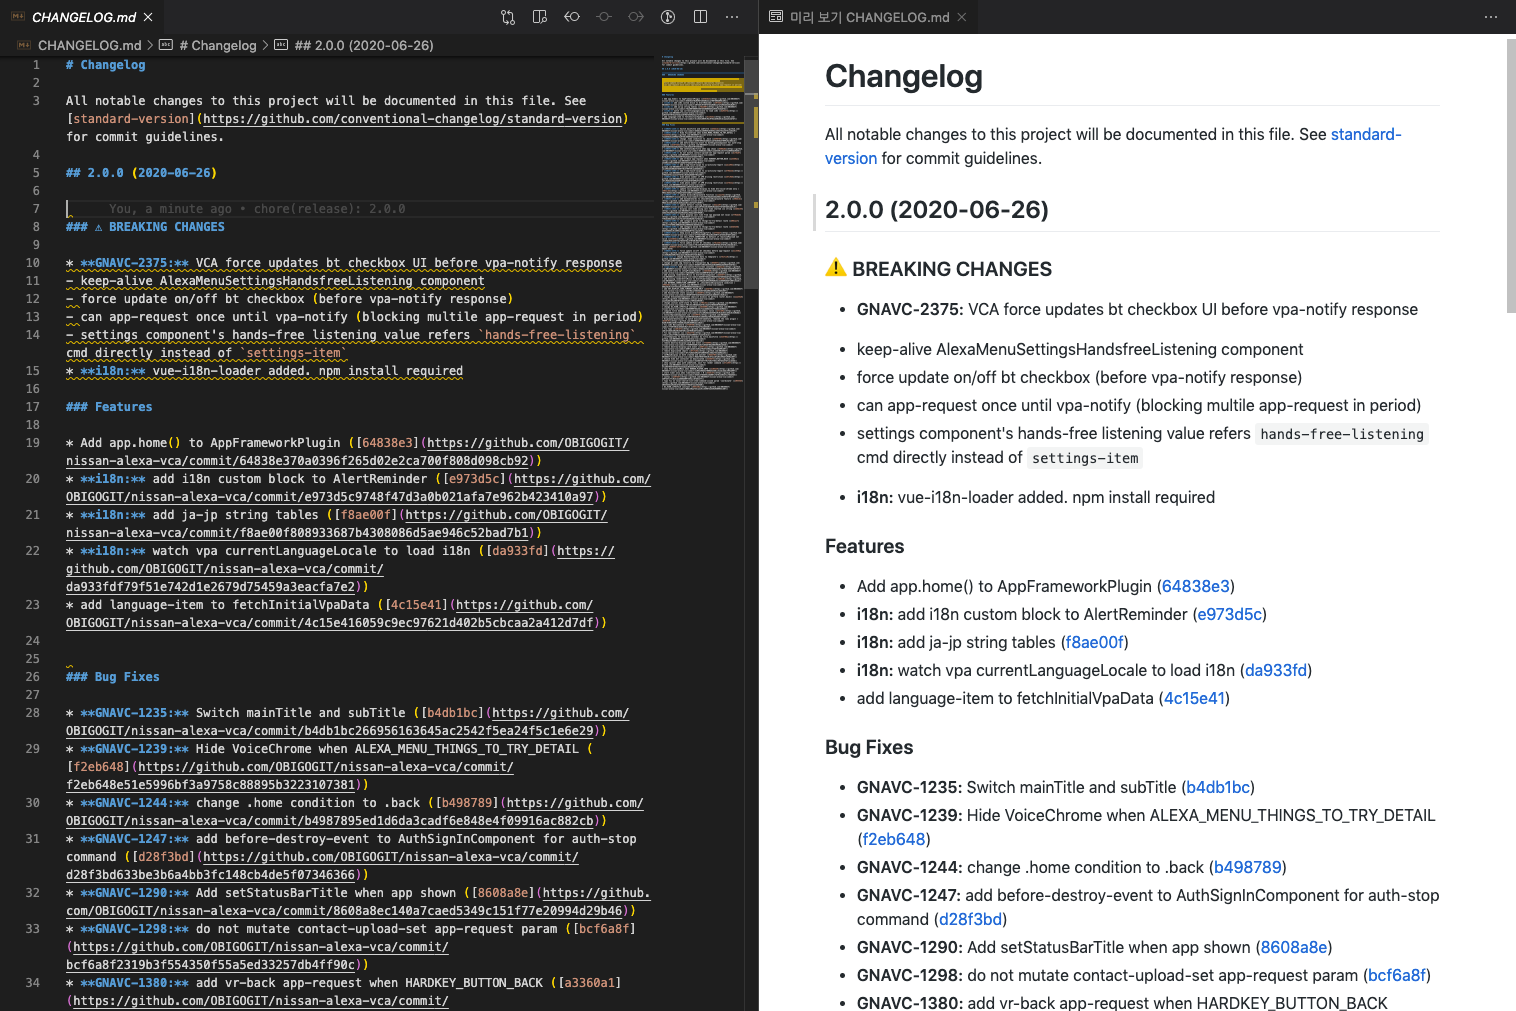 CHANGELOG.md
CHANGELOG.md > # Changelog > ## 2.0.0 (2020-06-26)
1 # Changelog
2
3 All notable changes to this project will be documented in this file. See
[standard-version](https://github.com/conventional-changelog/standard-version)
for commit guidelines.
4
5 ## 2.0.0 (2020-06-26)
6
7 You, a minute ago • chore(release): 2.0.0
8 ### ⚠ BREAKING CHANGES
9
10 * **GNAVC-2375:** VCA force updates bt checkbox UI before vpa-notify response
11 - keep-alive AlexaMenuSettingsHandsfreeListening component
12 - force update on/off bt checkbox (before vpa-notify response)
13 - can app-request once until vpa-notify (blocking multile app-request in period)
14 - settings component's hands-free listening value refers `hands-free-listening`
cmd directly instead of `settings-item`
15 * **i18n:** vue-i18n-loader added. npm install required
16
17 ### Features
18
19 * Add app.home() to AppFrameworkPlugin ([64838e3](https://github.com/OBIGOGIT/
nissan-alexa-vca/commit/64838e370a0396f265d02e2ca700f808d098cb92))
20 * **i18n:** add i18n custom block to AlertReminder ([e973d5c](https://github.com/
OBIGOGIT/nissan-alexa-vca/commit/e973d5c9748f47d3a0b021afa7e962b423410a97))
21 * **i18n:** add ja-jp string tables ([f8ae00f](https://github.com/OBIGOGIT/
nissan-alexa-vca/commit/f8ae00f808933687b4308086d5ae946c52bad7b1))
22 * **i18n:** watch vpa currentLanguageLocale to load i18n ([da933fd](https://
github.com/OBIGOGIT/nissan-alexa-vca/commit/
da933fdf79f51e742d1e2679d75459a3eacfa7e2))
23 * add language-item to fetchInitialVpaData ([4c15e41](https://github.com/
OBIGOGIT/nissan-alexa-vca/commit/4c15e416059c9ec97621d402b5cbcaa2a412d7df))
24
25
26 ### Bug Fixes
27
28 * **GNAVC-1235:** Switch mainTitle and subTitle ([b4db1bc](https://github.com/
OBIGOGIT/nissan-alexa-vca/commit/b4db1bc266956163645ac2542f5ea24f5c1e6e29))
29 * **GNAVC-1239:** Hide VoiceChrome when ALEXA_MENU_THINGS_TO_TRY_DETAIL (
[f2eb648](https://github.com/OBIGOGIT/nissan-alexa-vca/commit/
f2eb648e51e5996bf3a9758c88895b3223107381))
30 * **GNAVC-1244:** change .home condition to .back ([b498789](https://github.com/
OBIGOGIT/nissan-alexa-vca/commit/b4987895ed1d6da3cadf6e848e4f09916ac882cb))
31 * **GNAVC-1247:** add before-destroy-event to AuthSignInComponent for auth-stop
command ([d28f3bd](https://github.com/OBIGOGIT/nissan-alexa-vca/commit/
d28f3bd633be3b6a4bb3fc148cb4de5f07346366))
32 * **GNAVC-1290:** Add setStatusBarTitle when app shown ([8608a8e](https://github.
com/OBIGOGIT/nissan-alexa-vca/commit/8608a8ec140a7caed5349c151f77e20994d29b46))
33 * **GNAVC-1298:** do not mutate contact-upload-set app-request param ([bcf6a8f]
(https://github.com/OBIGOGIT/nissan-alexa-vca/commit/
bcf6a8f2319b3f554350f55a5ed33257db4ff90c))
34 * **GNAVC-1380:** add vr-back app-request when HARDKEY_BUTTON_BACK ([a3360a1]
(https://github.com/OBIGOGIT/nissan-alexa-vca/commit/
미리 보기 CHANGELOG.md
Changelog
All notable changes to this project will be documented in this file. See standard-
version for commit guidelines.
2.0.0 (2020-06-26)
⚠ BREAKING CHANGES
• GNAVC-2375: VCA force updates bt checkbox UI before vpa-notify response
• keep-alive AlexaMenuSettingsHandsfreeListening component
• force update on/off bt checkbox (before vpa-notify response)
• can app-request once until vpa-notify (blocking multile app-request in period)
• settings component's hands-free listening value refers hands-free-listening
cmd directly instead of settings-item
• i18n: vue-i18n-loader added. npm install required
Features
• Add app.home() to AppFrameworkPlugin (64838e3)
• i18n: add i18n custom block to AlertReminder (e973d5c)
• i18n: add ja-jp string tables (f8ae00f)
• i18n: watch vpa currentLanguageLocale to load i18n (da933fd)
• add language-item to fetchInitialVpaData (4c15e41)
Bug Fixes
• GNAVC-1235: Switch mainTitle and subTitle (b4db1bc)
• GNAVC-1239: Hide VoiceChrome when ALEXA_MENU_THINGS_TO_TRY_DETAIL
(f2eb648)
• GNAVC-1244: change .home condition to .back (b498789)
• GNAVC-1247: add before-destroy-event to AuthSignInComponent for auth-stop
command (d28f3bd)
• GNAVC-1290: Add setStatusBarTitle when app shown (8608a8e)
• GNAVC-1298: do not mutate contact-upload-set app-request param (bcf6a8f)
• GNAVC-1380: add vr-back app-request when HARDKEY_BUTTON_BACK